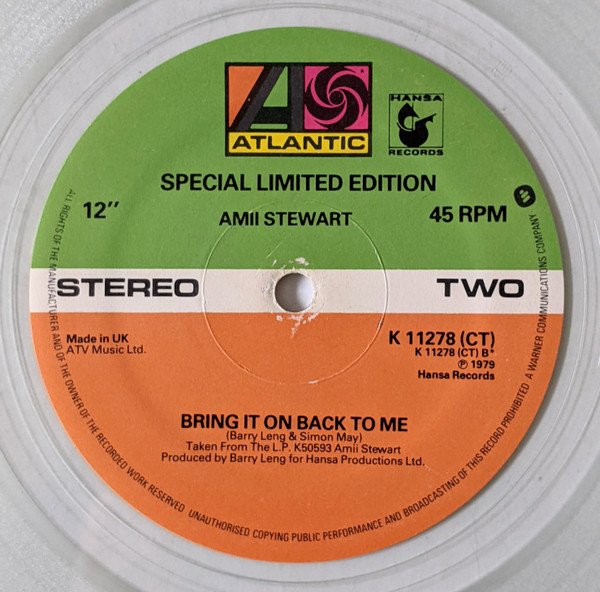 ATLANTIC
HANSA
RECORDS
SPECIAL LIMITED EDITION
12" AMII STEWART 45 RPM
STEREO TWO
Made in UK
ATV Music Ltd.
K 11278 (CT)
K 11278 (CT) B*
℗ 1979
Hansa Records
BRING IT ON BACK TO ME
(Barry Leng & Simon May)
Taken From The L.P. K50593 Amii Stewart
Produced by Barry Leng for Hansa Productions Ltd.
ALL RIGHTS OF THE MANUFACTURER AND OF THE OWNER OF THE RECORDED WORK RESERVED UNAUTHORISED COPYING PUBLIC PERFORMANCE AND BROADCASTING OF THIS RECORD PROHIBITED A WARNER COMMUNICATIONS COMPANY